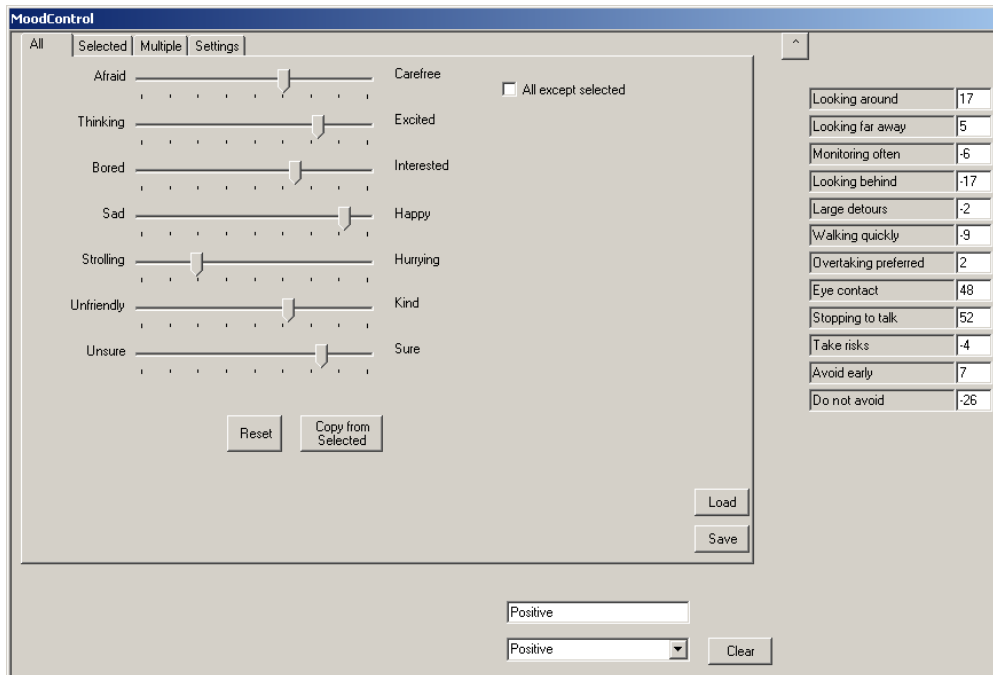 MoodControl
All Selected Multiple Settings ^
Afraid Carefree
All except selected
Thinking Excited
Bored Interested
Sad Happy
Strolling Hurrying
Unfriendly Kind
Unsure Sure
Reset
Copy from
Selected
Load
Save
Looking around 17
Looking far away 5
Monitoring often -6
Looking behind -17
Large detours -2
Walking quickly -9
Overtaking preferred 2
Eye contact 48
Stopping to talk 52
Take risks -4
Avoid early 7
Do not avoid -26
Positive
Positive Clear